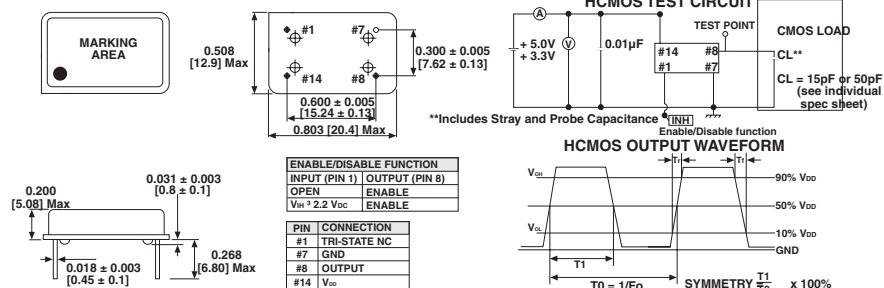 HCMOS TEST CIRCUIT
MARKING
AREA
0.508
[12.9] Max
#1
#7
#14
#8
0.300 ± 0.005
[7.62 ± 0.13]
0.600 ± 0.005
[15.24 ± 0.13]
0.803 [20.4] Max
A
+ 5.0V
+ 3.3V
V
0.01µF
TEST POINT
#14 #8
#1 #7
CMOS LOAD
CL**
CL = 15pF or 50pF
(see individual
spec sheet)
**Includes Stray and Probe Capacitance
INH
Enable/Disable function
0.200
[5.08] Max
0.031 ± 0.003
[0.8 ± 0.1]
0.018 ± 0.003
[0.45 ± 0.1]
0.268
[6.80] Max
ENABLE/DISABLE FUNCTION
INPUT (PIN 1) OUTPUT (PIN 8)
OPEN ENABLE
VIH ³ 2.2 VDC ENABLE
PIN CONNECTION
#1 TRI-STATE NC
#7 GND
#8 OUTPUT
#14 VDD
HCMOS OUTPUT WAVEFORM
Tr
Tf
VOH
90% VDD
50% VDD
VOL
10% VDD
GND
T1
T0 = 1/Fo
SYMMETRY T1 x 100%